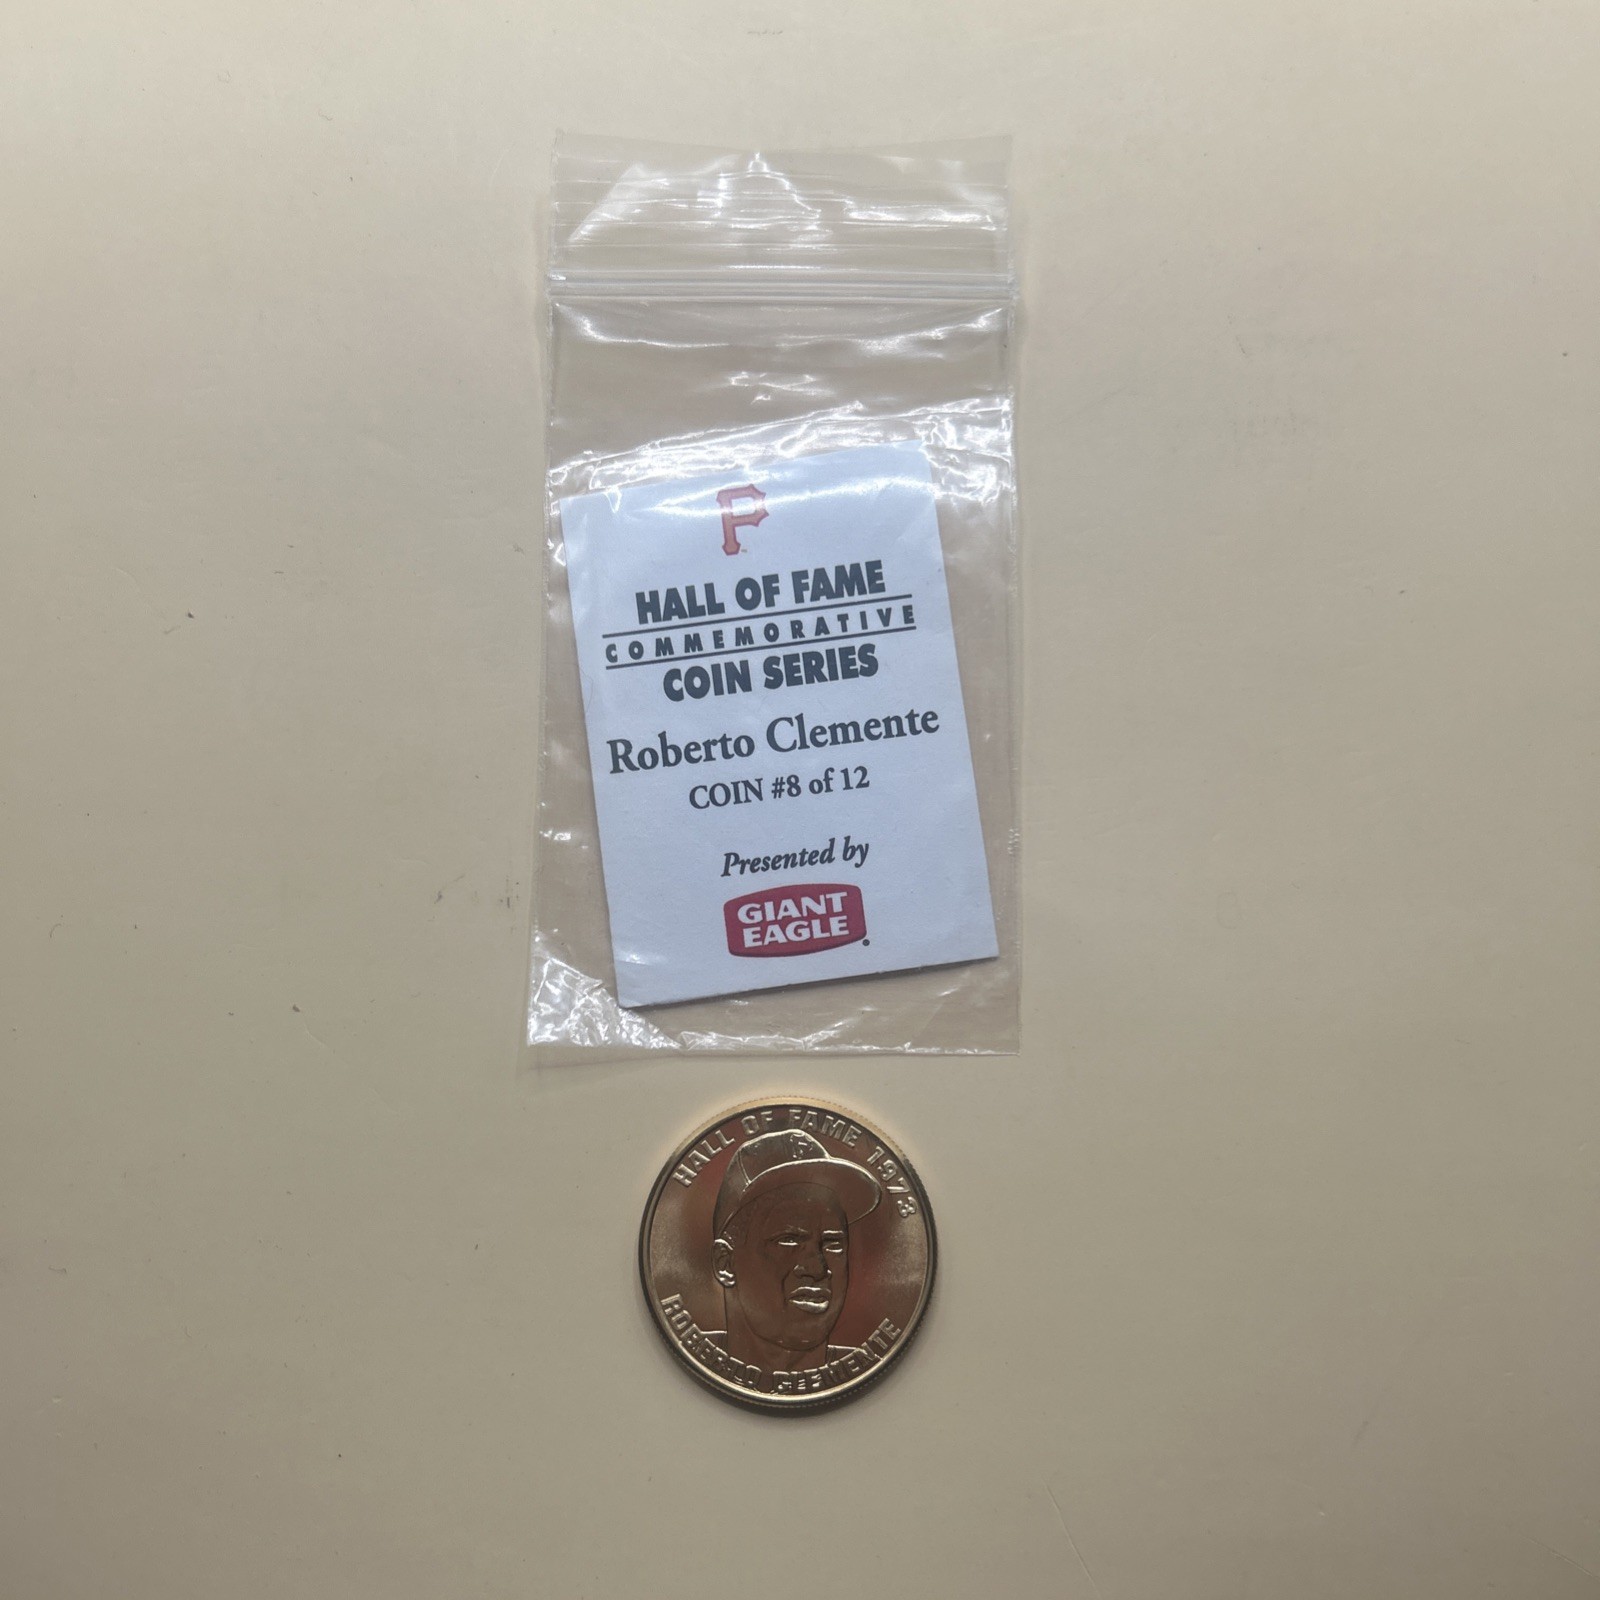 P
HALL OF FAME
COMMEMORATIVE
COIN SERIES
Roberto Clemente
COIN #8 of 12
Presented by
GIANT
EAGLE
HALL OF FAME 1973
ROBERTO CLEMENTE